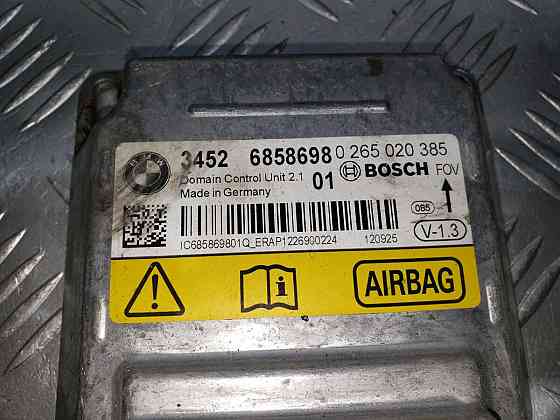 BMW
3452 6858698 0 265 020 385
Domain Control Unit 2.1 01 BOSCH FOV
Made in Germany
085
IC685869801Q_ERAP1226900224 120925
V-1.3
i AIRBAG